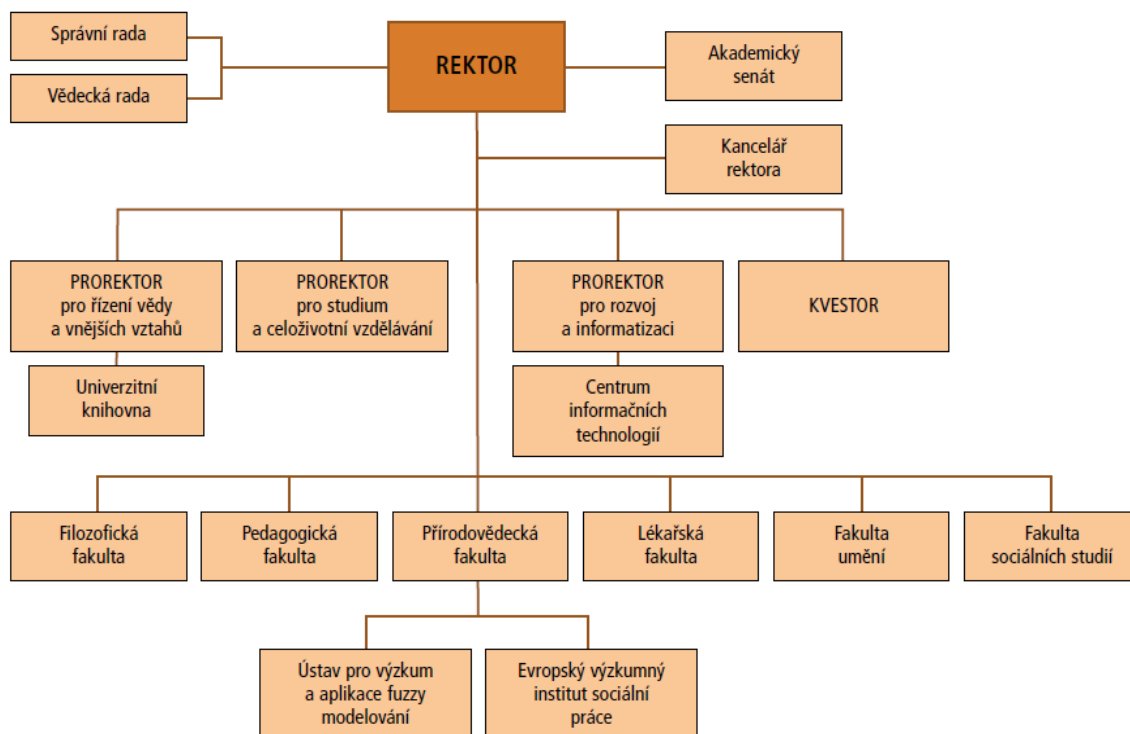 Správní rada
Vědecká rada
REKTOR
Akademický
senát
Kancelář
rektora
PROREKTOR
pro řízení vědy
a vnějších vztahů
PROREKTOR
pro studium
a celoživotní vzdělávání
PROREKTOR
pro rozvoj
a informatizaci
KVESTOR
Univerzitní
knihovna
Centrum
informačních
technologií
Filozofická
fakulta
Pedagogická
fakulta
Přírodovědecká
fakulta
Lékařská
fakulta
Fakulta
umění
Fakulta
sociálních studií
Ústav pro výzkum
a aplikace fuzzy
modelování
Evropský výzkumný
institut sociální
práce